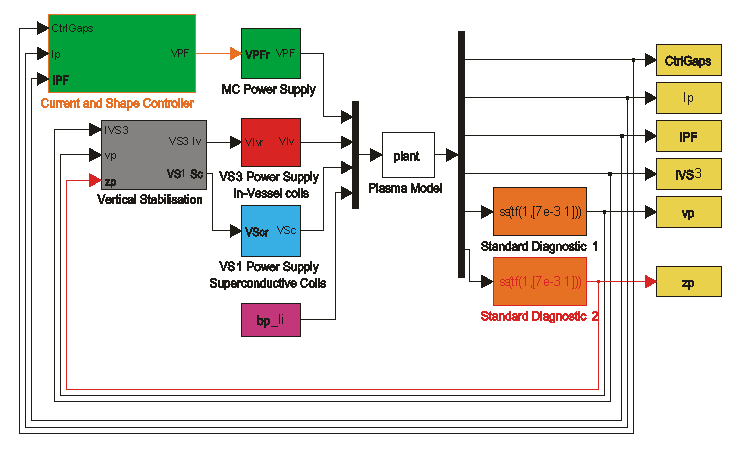 CtrlGaps
Ip
IPF
VPF
Current and Shape Controller
VPFr
VPF
MC Power Supply
IVS3
vp
zp
VS3 Iv
VS1 Sc
Vertical Stabilisation
VIvr
VIv
VS3 Power Supply
In-Vessel coils
VScr
VSc
VS1 Power Supply
Superconductive Coils
bp_li
plant
Plasma Model
ss(tf(1,[7e-3 1]))
Standard Diagnostic 1
ss(tf(1,[7e-3 1]))
Standard Diagnostic 2
CtrlGaps
Ip
IPF
IVS3
vp
zp